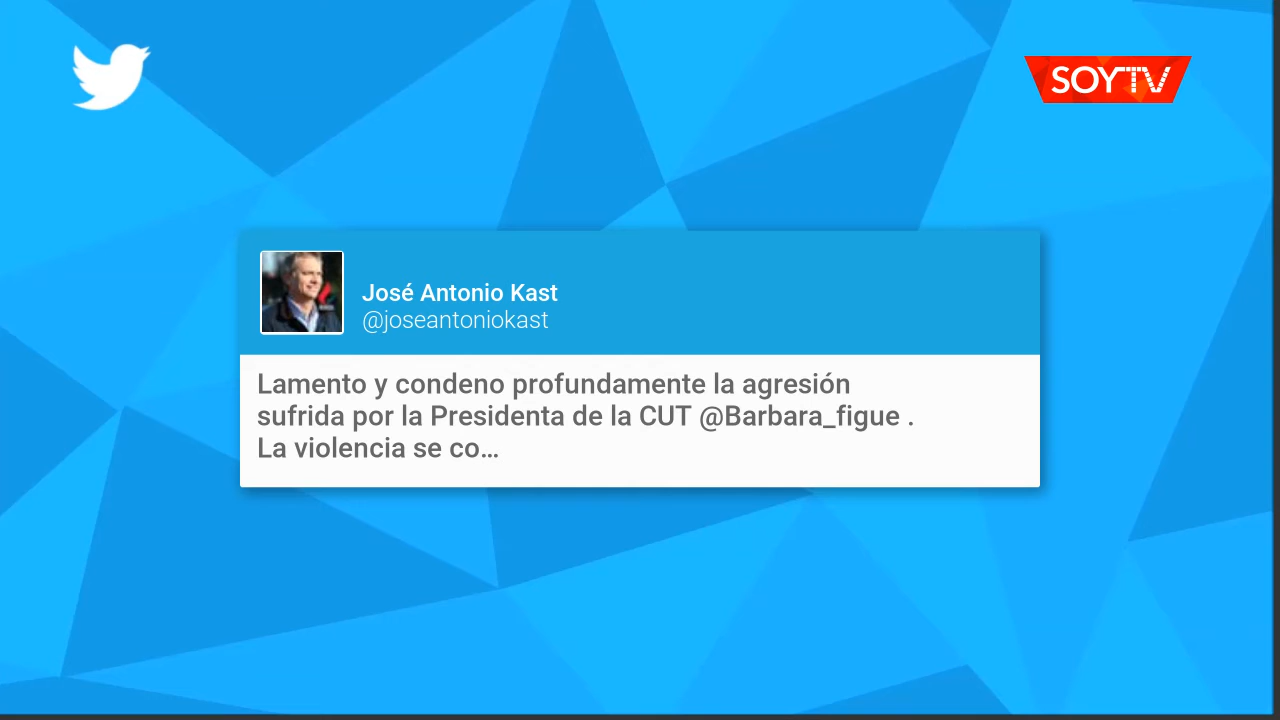 SOYTV
José Antonio Kast
@joseantoniokast
Lamento y condeno profundamente la agresión
sufrida por la Presidenta de la CUT @Barbara_figue .
La violencia se co…